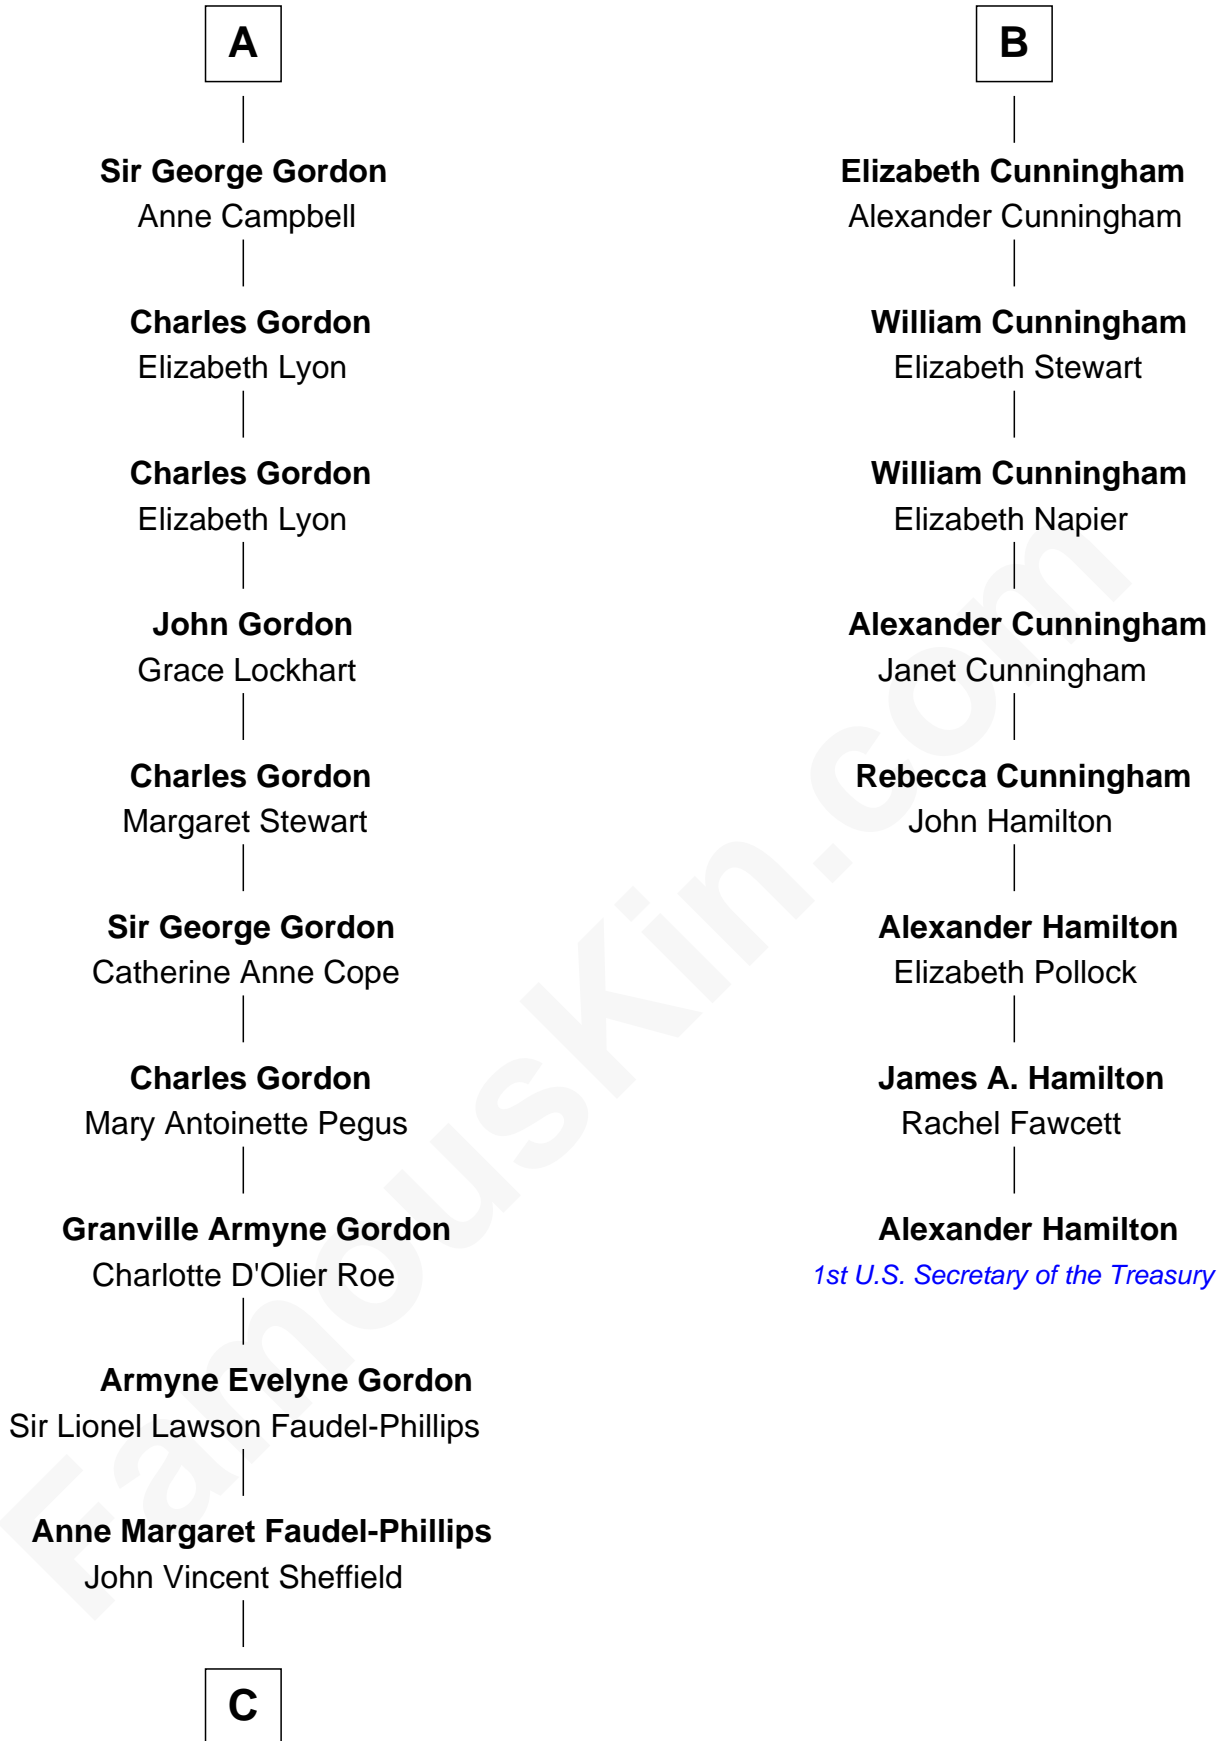 A
Sir George Gordon
Anne Campbell
Charles Gordon
Elizabeth Lyon
Charles Gordon
Elizabeth Lyon
John Gordon
Grace Lockhart
Charles Gordon
Margaret Stewart
Sir George Gordon
Catherine Anne Cope
Charles Gordon
Mary Antoinette Pegus
Granville Armyne Gordon
Charlotte D'Olier Roe
Armyne Evelyne Gordon
Sir Lionel Lawson Faudel-Phillips
Anne Margaret Faudel-Phillips
John Vincent Sheffield
C
B
Elizabeth Cunningham
Alexander Cunningham
William Cunningham
Elizabeth Stewart
William Cunningham
Elizabeth Napier
Alexander Cunningham
Janet Cunningham
Rebecca Cunningham
John Hamilton
Alexander Hamilton
Elizabeth Pollock
James A. Hamilton
Rachel Fawcett
Alexander Hamilton
1st U.S. Secretary of the Treasury
FamousKin.com